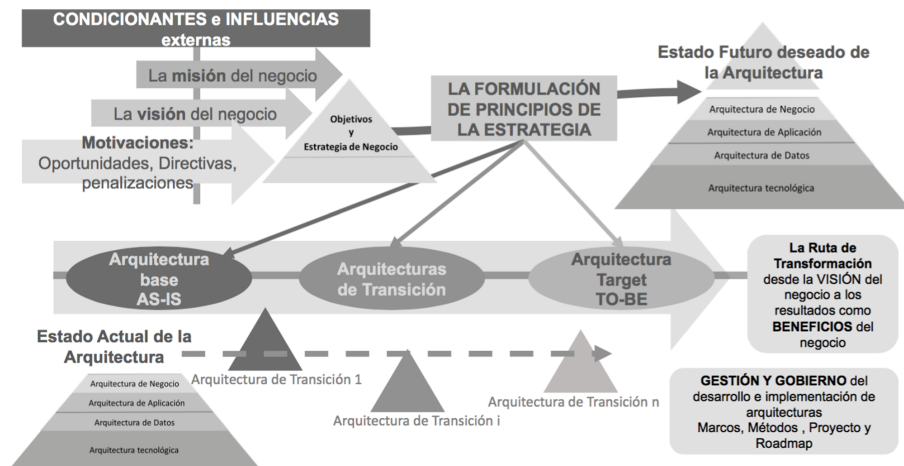 CONDICIONANTES e INFLUENCIAS
externas
La misión del negocio
La visión del negocio
Motivaciones:
Oportunidades, Directivas,
penalizaciones
Objetivos
y
Estrategia de Negocio
LA FORMULACIÓN
DE PRINCIPIOS DE
LA ESTRATEGIA
Estado Futuro deseado de
la Arquitectura
Arquitectura de Negocio
Arquitectura de Aplicación
Arquitectura de Datos
Arquitectura tecnológica
Arquitectura
base
AS-IS
Arquitecturas
de Transición
Arquitectura
Target
TO-BE
La Ruta de
Transformación
desde la VISIÓN del
negocio a los
resultados como
BENEFICIOS del
negocio
Estado Actual de la
Arquitectura
Arquitectura de Negocio
Arquitectura de Aplicación
Arquitectura de Datos
Arquitectura tecnológica
Arquitectura de Transición 1
Arquitectura de Transición i
Arquitectura de Transición n
GESTIÓN Y GOBIERNO del
desarrollo e implementación de
arquitecturas
Marcos, Métodos , Proyecto y
Roadmap